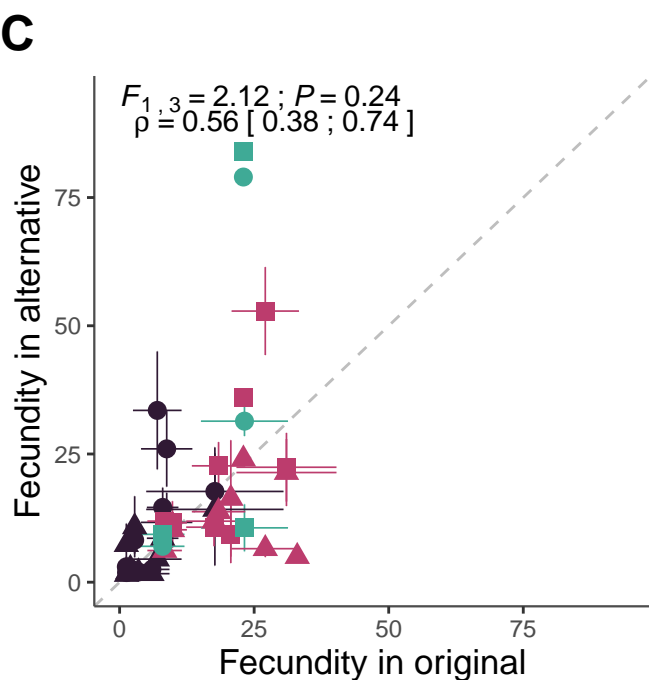 C
F1 , 3 = 2.12 ; P = 0.24
ρ = 0.56 [ 0.38 ; 0.74 ]
Fecundity in alternative
75
50
25
0
0 25 50 75
Fecundity in original